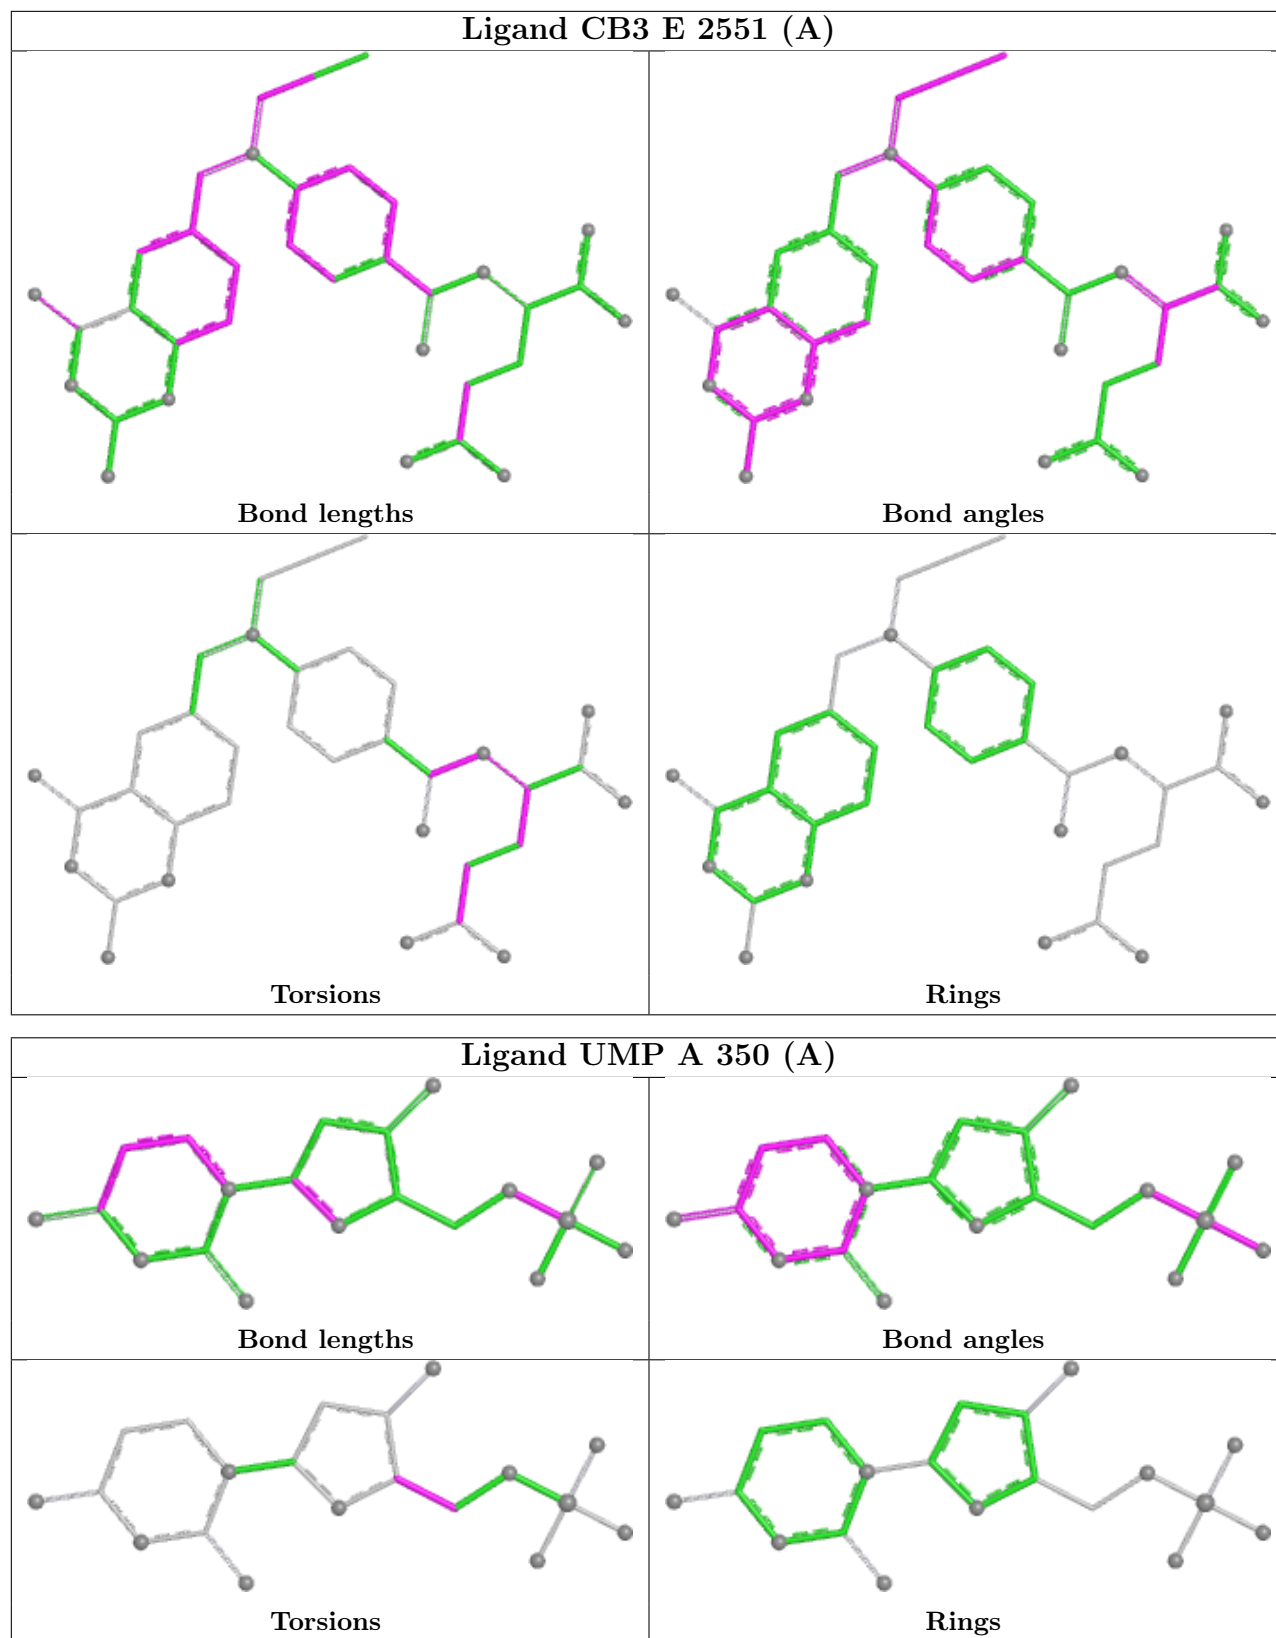 Ligand CB3 E 2551 (A)
Bond lengths
Bond angles
Torsions
Rings
Ligand UMP A 350 (A)
Bond lengths
Bond angles
Torsions
Rings